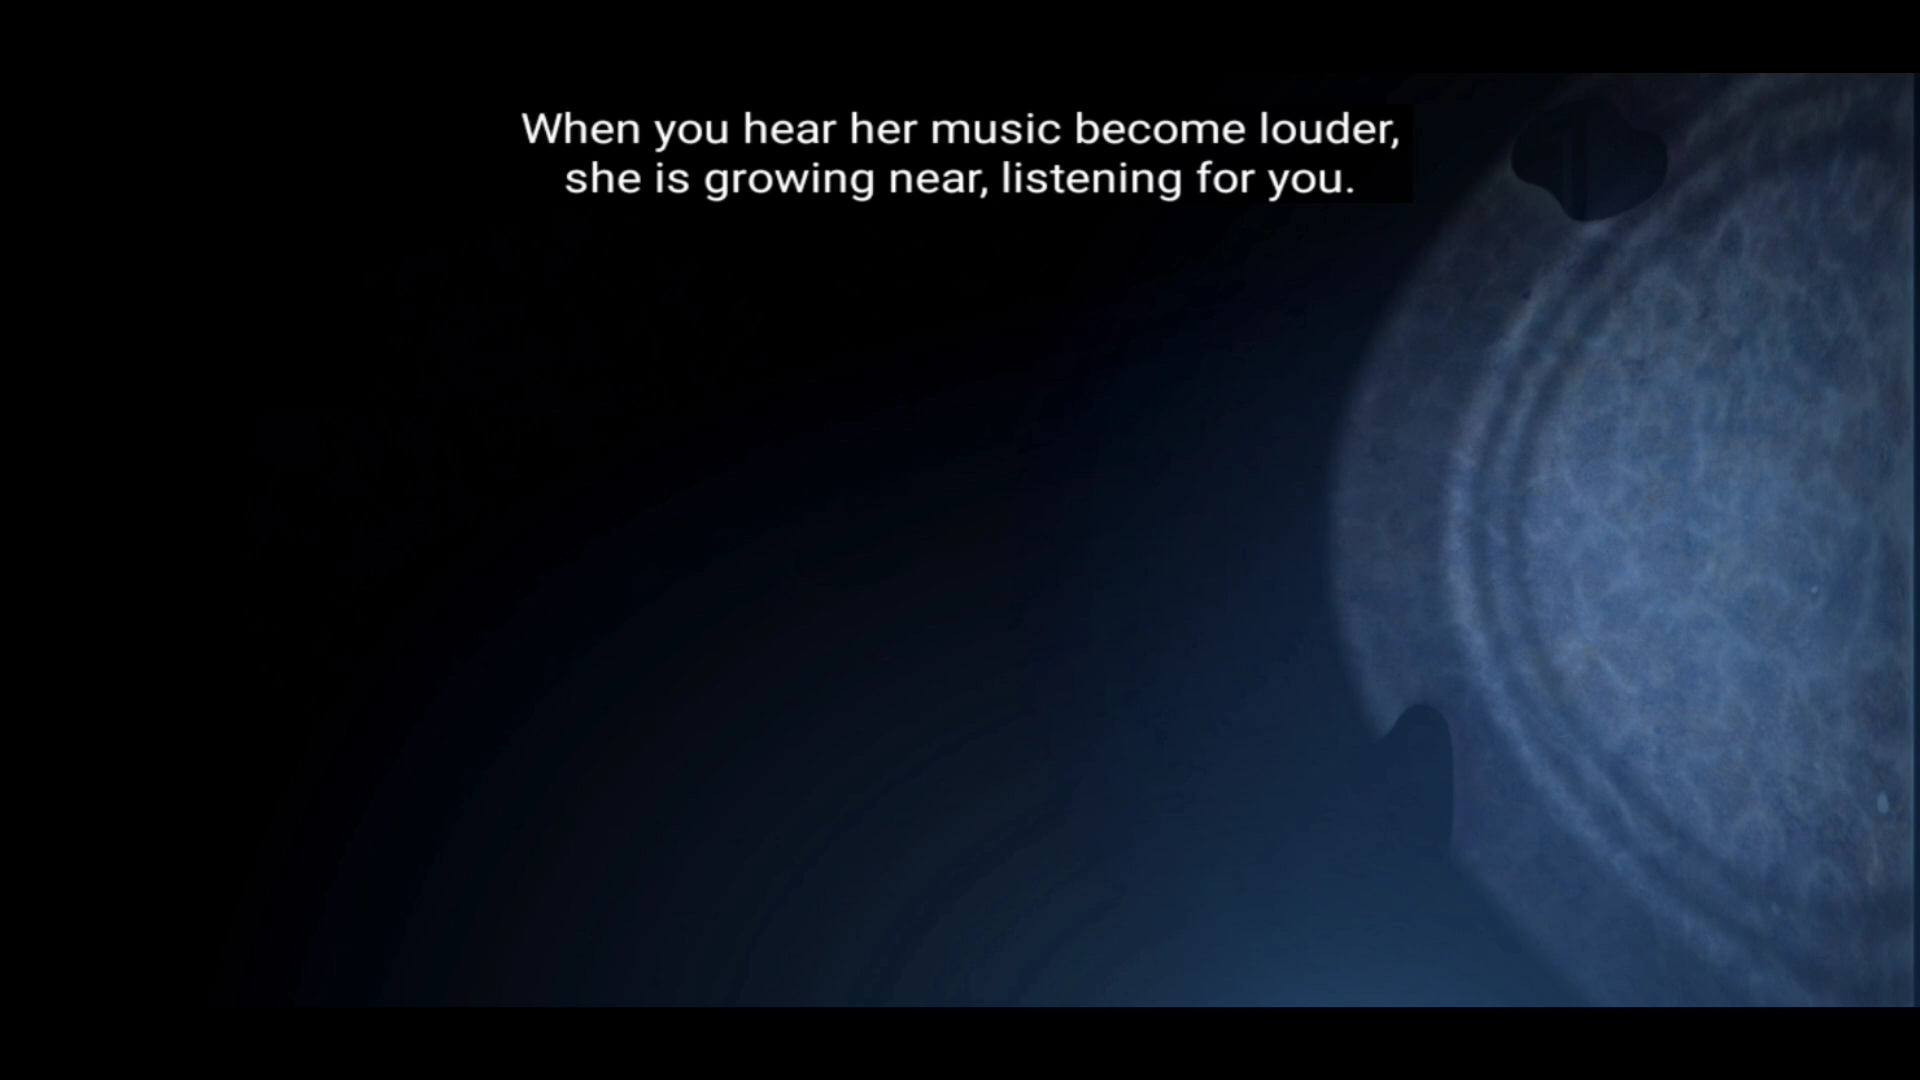 When you hear her music become louder,
she is growing near, listening for you.